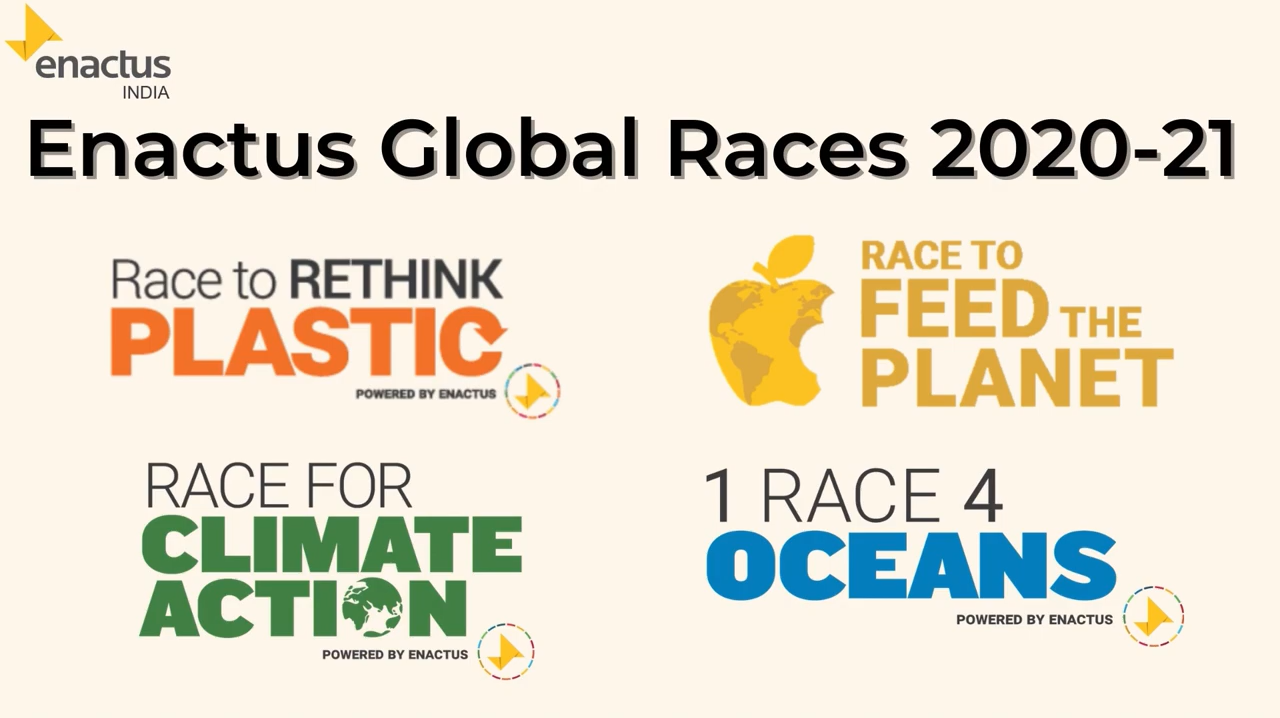 enactus
INDIA
Enactus Global Races 2020-21
Race to RETHINK
PLASTIC
POWERED BY ENACTUS
RACE TO
FEED THE
PLANET
RACE FOR
CLIMATE
ACTION
POWERED BY ENACTUS
1 RACE 4
OCEANS
POWERED BY ENACTUS